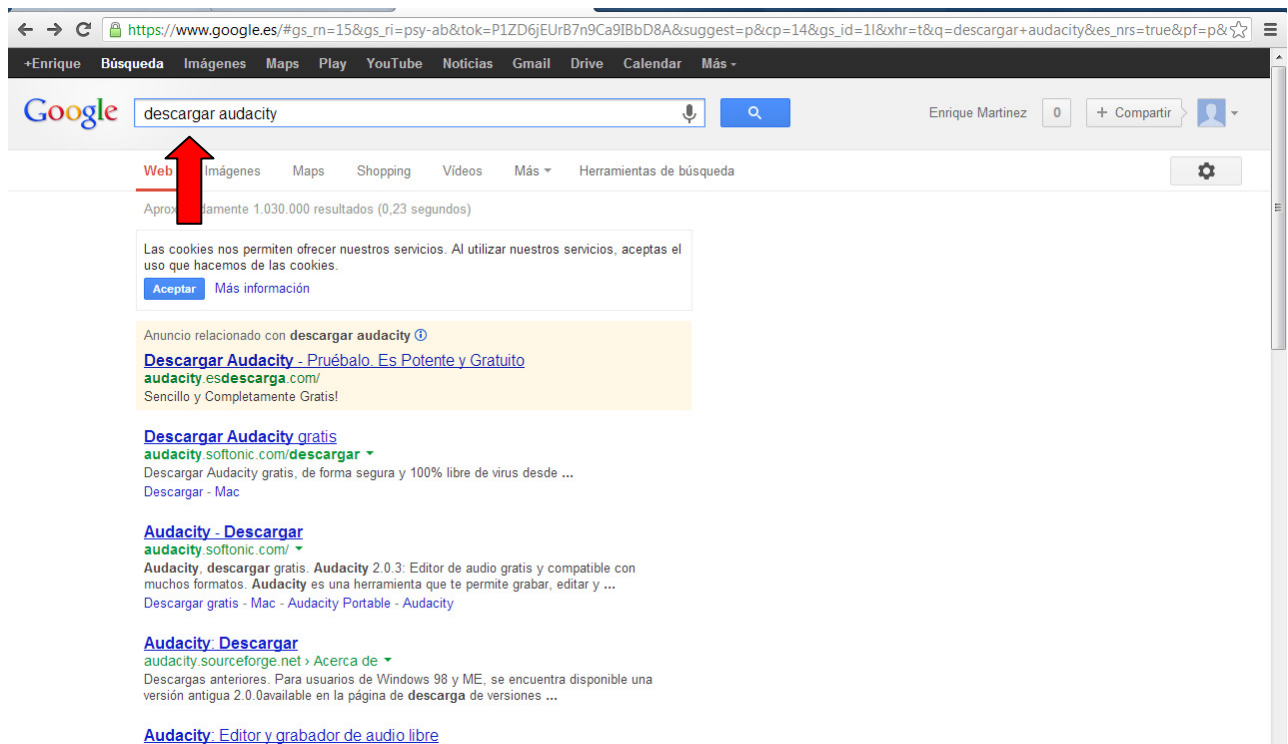 https://www.google.es/#gs_rn=15&gs_ri=psy-ab&tok=P1ZD6jEUrB7n9Ca9IBbD8A&suggest=p&cp=14&gs_id=1l&xhr=t&q=descargar+audacity&es_nrs=true&pf=p&
+Enrique Búsqueda Imágenes Maps Play YouTube Noticias Gmail Drive Calendar Más
Google descargar audacity Enrique Martinez 0 + Compartir
Web Imágenes Maps Shopping Vídeos Más Herramientas de búsqueda
1.030.000 resultados (0,23 segundos)
Las cookies nos permiten ofrecer nuestros servicios. Al utilizar nuestros servicios, aceptas el
uso que hacemos de las cookies.
Aceptar Más información
Anuncio relacionado con descargar audacity
Descargar Audacity - Pruébalo. Es Potente y Gratuito
audacity.esdescarga.com/
Sencillo y Completamente Gratis!
Descargar Audacity gratis
audacity.softonic.com/descargar
Descargar Audacity gratis, de forma segura y 100% libre de virus desde ...
Descargar - Mac
Audacity - Descargar
audacity.softonic.com/
Audacity, descargar gratis. Audacity 2.0.3: Editor de audio gratis y compatible con
muchos formatos. Audacity es una herramienta que te permite grabar, editar y ...
Descargar gratis - Mac - Audacity Portable - Audacity
Audacity: Descargar
audacity.sourceforge.net › Acerca de
Descargas anteriores. Para usuarios de Windows 98 y ME, se encuentra disponible una
versión antigua 2.0.0available en la página de descarga de versiones ...
Audacity: Editor y grabador de audio libre